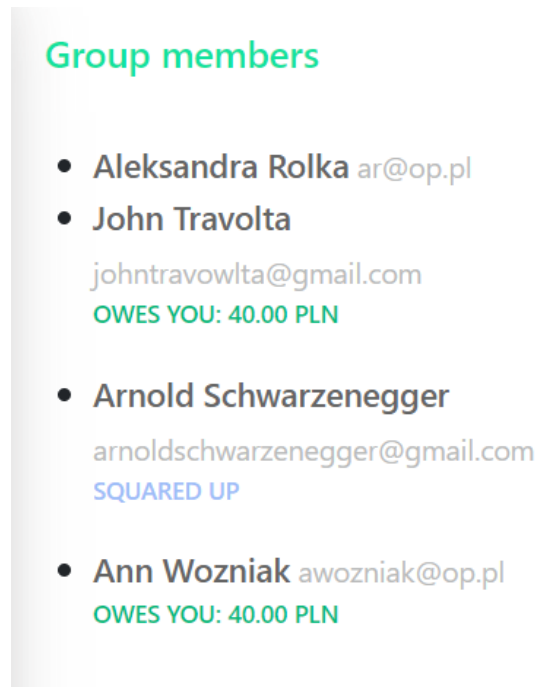 Group members
Aleksandra Rolka ar@op.pl
John Travolta
johntravowlta@gmail.com
OWES YOU: 40.00 PLN
Arnold Schwarzenegger
arnoldschwarzenegger@gmail.com
SQUARED UP
Ann Wozniak awozniak@op.pl
OWES YOU: 40.00 PLN